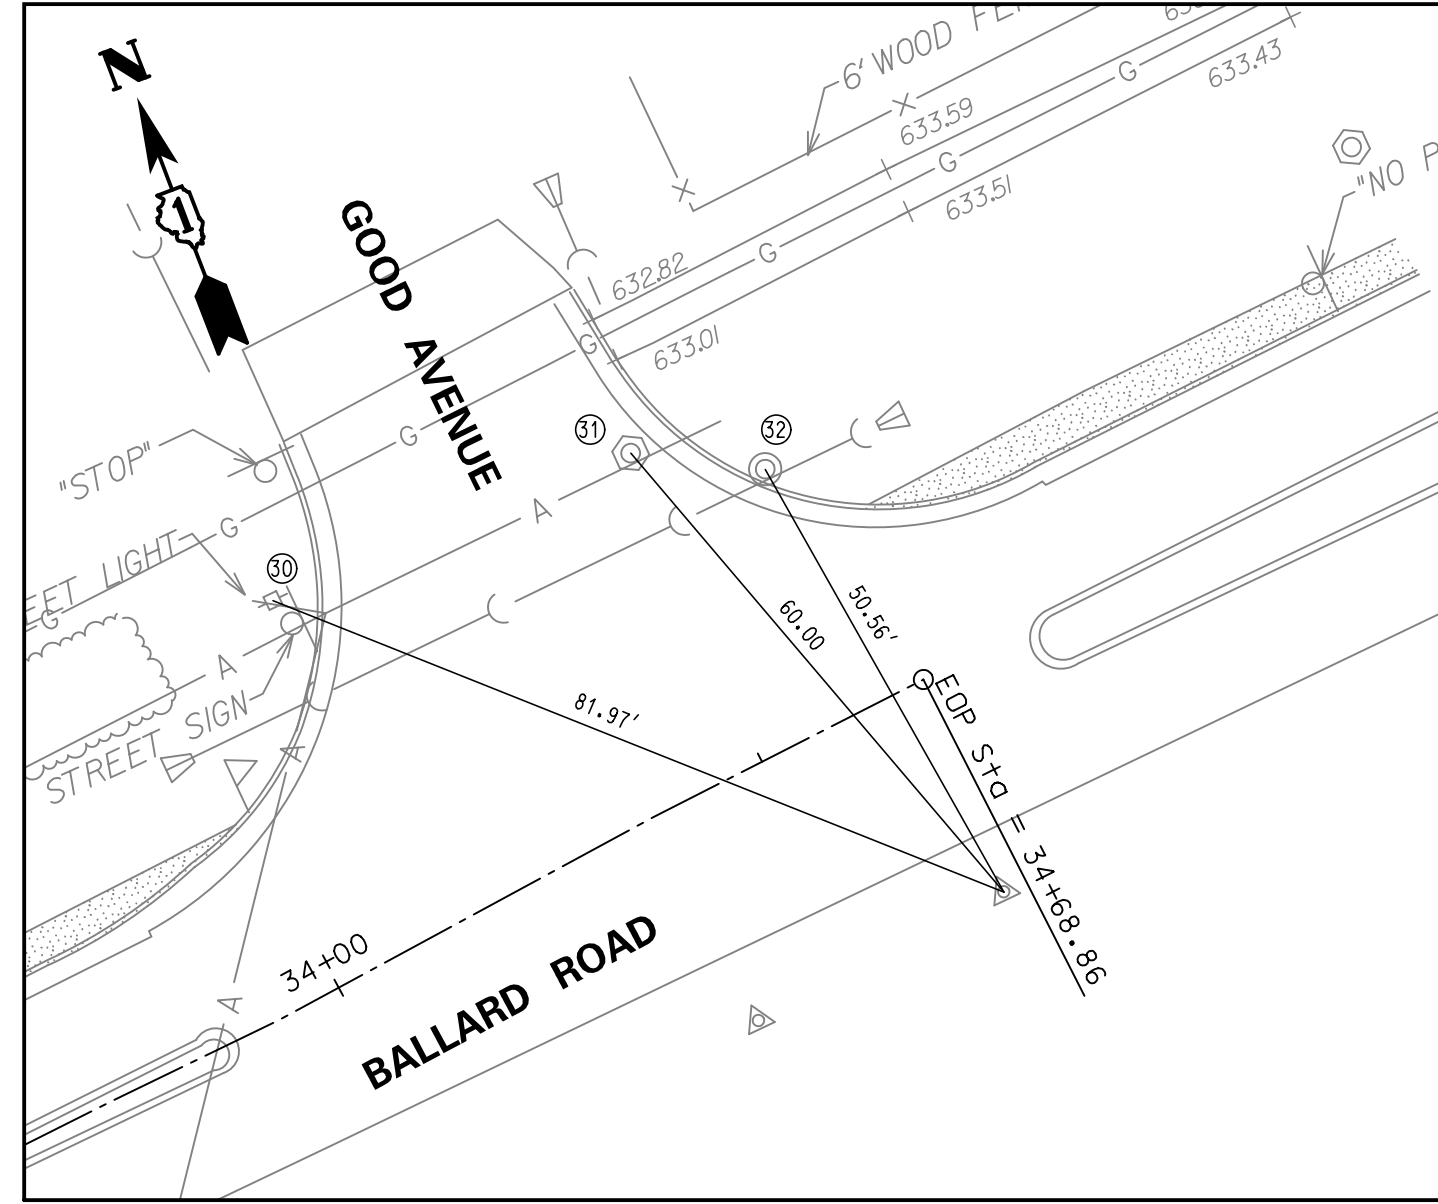 N
1
GOOD AVENUE
6' WOOD
633.59
633.43
633.51
"NO
632.82
633.01
G
G
G
G
G
G
G
X
X
31
32
"STOP"
A
LIGHT
30
50.56'
60.00
A
STREET SIGN
81.97'
A
EOP Sta = 34+68.86
34+00
A
BALLARD ROAD